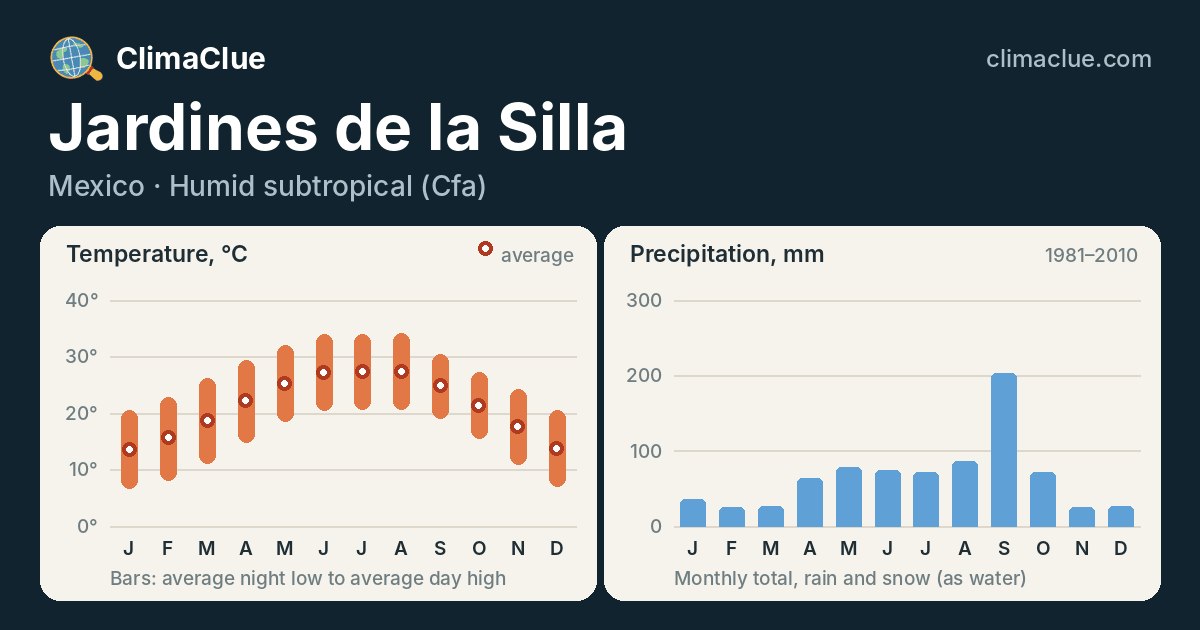 ClimaClue
climaclue.com
Jardines de la Silla
Mexico · Humid subtropical (Cfa)
Temperature, °C
average
40°
30°
20°
10°
0°
J F M A M J J A S O N D
Bars: average night low to average day high
Precipitation, mm
1981–2010
300
200
100
0
J F M A M J J A S O N D
Monthly total, rain and snow (as water)